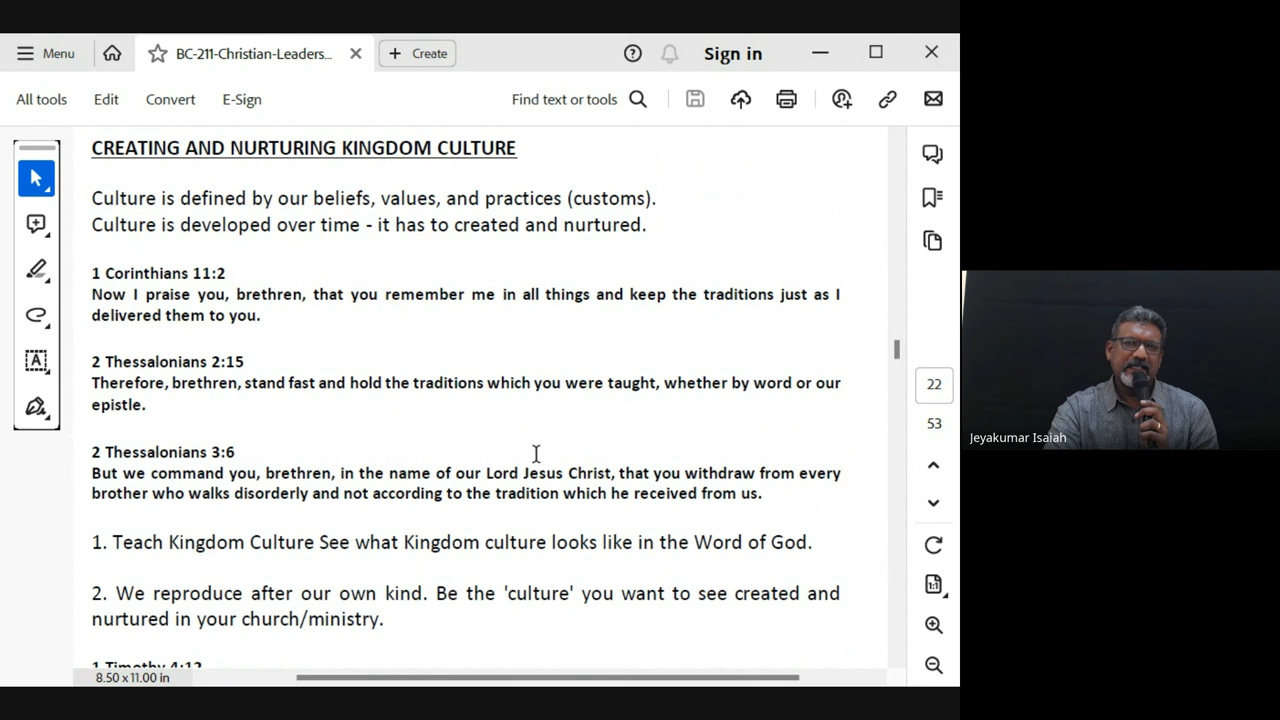 Menu
BC-211-Christian-Leaders...
Create
Sign in
All tools
Edit
Convert
E-Sign
Find text or tools
CREATING AND NURTURING KINGDOM CULTURE
Culture is defined by our beliefs, values, and practices (customs).
Culture is developed over time - it has to created and nurtured.
1 Corinthians 11:2
Now I praise you, brethren, that you remember me in all things and keep the traditions just as I
delivered them to you.
2 Thessalonians 2:15
Therefore, brethren, stand fast and hold the traditions which you were taught, whether by word or our
epistle.
2 Thessalonians 3:6
But we command you, brethren, in the name of our Lord Jesus Christ, that you withdraw from every
brother who walks disorderly and not according to the tradition which he received from us.
1. Teach Kingdom Culture See what Kingdom culture looks like in the Word of God.
2. We reproduce after our own kind. Be the 'culture' you want to see created and
nurtured in your church/ministry.
1 Timothy 4:12
8.50 x 11.00 in
22
53
1:1
Jeyakumar Isaiah